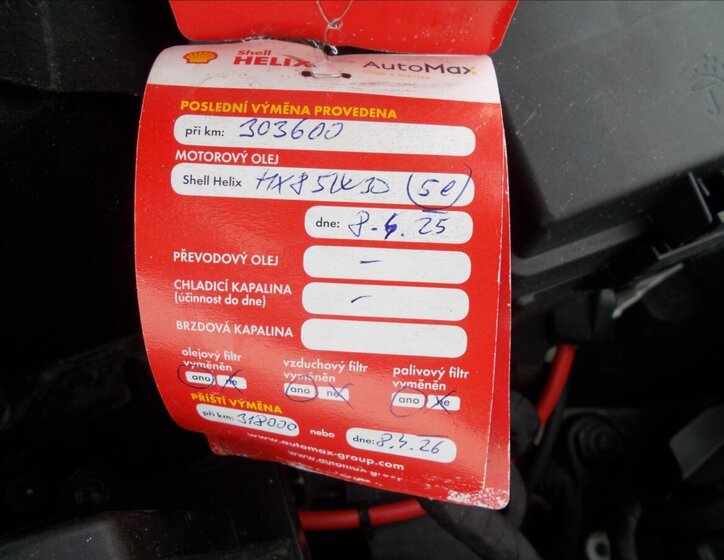 Shell
HELIX
AutoMax
POSLEDNÍ VÝMĚNA PROVEDENA
při km: 303600
MOTOROVÝ OLEJ
Shell Helix HX8 5W30 5l
dne: 8.4.25
PŘEVODOVÝ OLEJ –
CHLADICÍ KAPALINA –
(účinnost do dne)
BRZDOVÁ KAPALINA
olejový filtr vyměněn
ano ne
vzduchový filtr vyměněn
ano ne
palivový filtr vyměněn
ano ne
PŘÍŠTÍ VÝMĚNA
při km: 318000 nebo dne: 8.4.26
www.automax-group.com